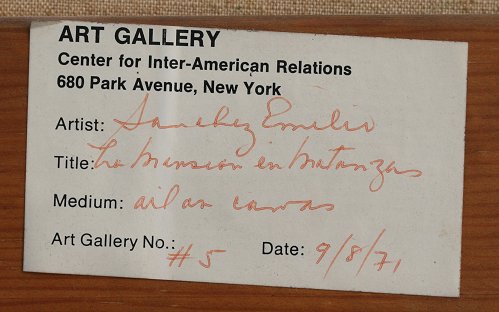 ART GALLERY
Center for Inter-American Relations
680 Park Avenue, New York
Artist: Sanchez Emilio
Title: La Mansion en Matanzas
Medium: oil on canvas
Art Gallery No.: #5 Date: 9/8/71